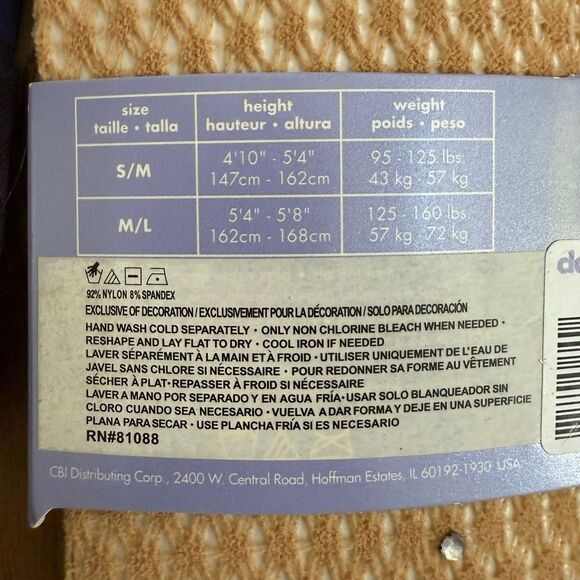 size height weight
taille • talla hauteur • altura poids • peso
S/M 4'10" - 5'4" 95 - 125 lbs.
147cm - 162cm 43 kg - 57 kg
M/L 5'4" - 5'8" 125 - 160 lbs
162cm - 168cm 57 kg - 72 kg
92% NYLON 8% SPANDEX
EXCLUSIVE OF DECORATION / EXCLUSIVEMENT POUR LA DÉCORATION / SOLO PARA DECORACIÓN
HAND WASH COLD SEPARATELY • ONLY NON CHLORINE BLEACH WHEN NEEDED •
RESHAPE AND LAY FLAT TO DRY • COOL IRON IF NEEDED
LAVER SÉPARÉMENT À LA MAIN ET À FROID • UTILISER UNIQUEMENT DE L'EAU DE
JAVEL SANS CHLORE SI NÉCESSAIRE • POUR REDONNER SA FORME AU VÊTEMENT
SÉCHER À PLAT • REPASSER À FROID SI NÉCESSAIRE
LAVER A MANO POR SEPARADO Y EN AGUA FRÍA • USAR SOLO BLANQUEADOR SIN
CLORO CUANDO SEA NECESARIO • VUELVA A DAR FORMA Y DEJE EN UNA SUPERFICIE
PLANA PARA SECAR • USE PLANCHA FRÍA SI ES NECESARIO
RN#81088
CBI Distributing Corp., 2400 W. Central Road, Hoffman Estates, IL 60192-1930 USA